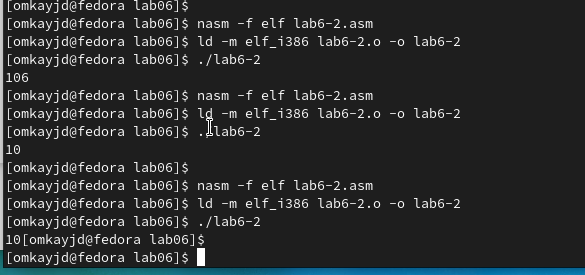 [omkayjd@fedora lab06]$
[omkayjd@fedora lab06]$ nasm -f elf lab6-2.asm
[omkayjd@fedora lab06]$ ld -m elf_i386 lab6-2.o -o lab6-2
[omkayjd@fedora lab06]$ ./lab6-2
106
[omkayjd@fedora lab06]$ nasm -f elf lab6-2.asm
[omkayjd@fedora lab06]$ ld -m elf_i386 lab6-2.o -o lab6-2
[omkayjd@fedora lab06]$ ./lab6-2
10
[omkayjd@fedora lab06]$
[omkayjd@fedora lab06]$ nasm -f elf lab6-2.asm
[omkayjd@fedora lab06]$ ld -m elf_i386 lab6-2.o -o lab6-2
[omkayjd@fedora lab06]$ ./lab6-2
10[omkayjd@fedora lab06]$
[omkayjd@fedora lab06]$